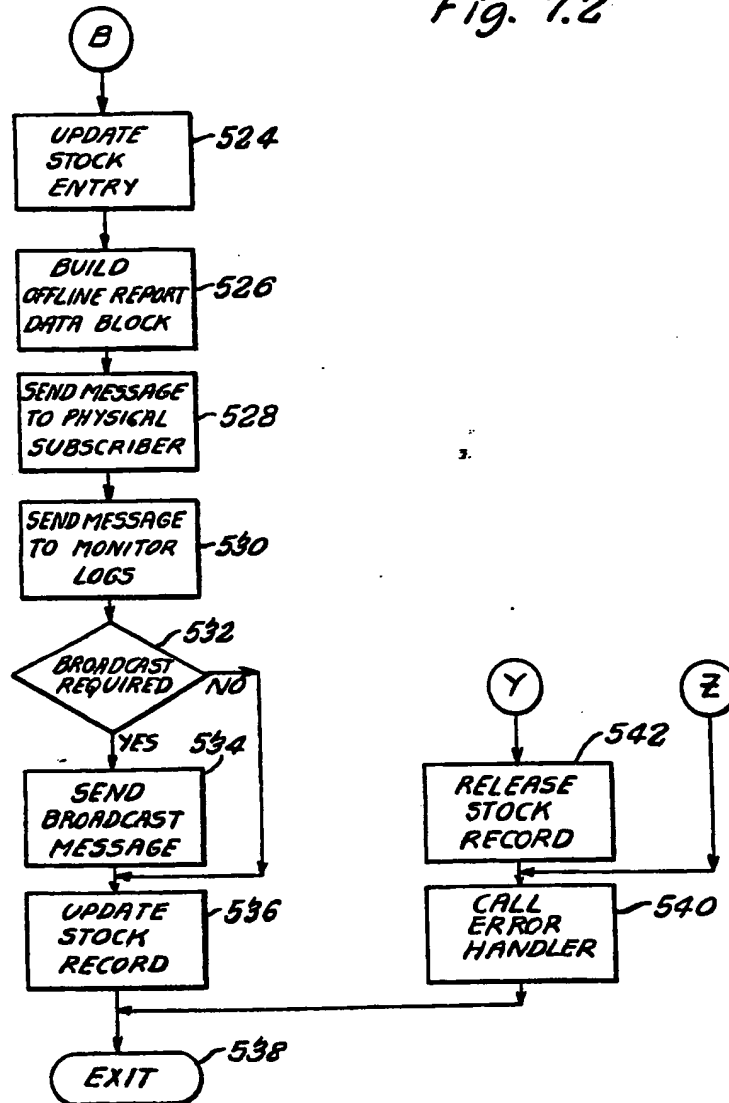 Fig. 7.2
B
UPDATE
STOCK
ENTRY
524
BUILD
OFFLINE REPORT
DATA BLOCK
526
SEND MESSAGE
TO PHYSICAL
SUBSCRIBER
528
SEND MESSAGE
TO MONITOR
LOGS
530
532
BROADCAST
REQUIRED
NO
YES
534
SEND
BROADCAST
MESSAGE
UPDATE
STOCK
RECORD
536
Y
Z
542
RELEASE
STOCK
RECORD
CALL
ERROR
HANDLER
540
EXIT
538